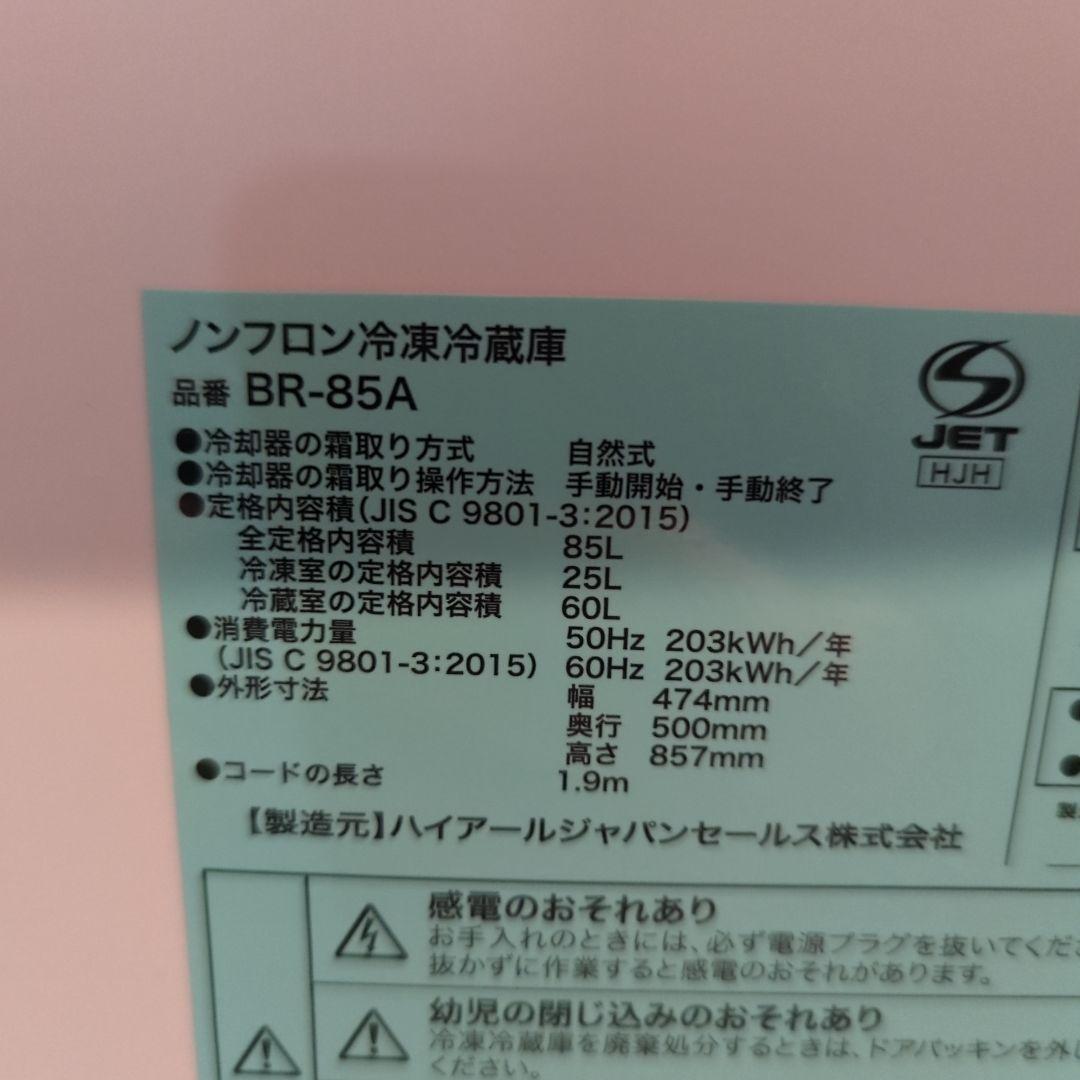 ノンフロン冷凍冷蔵庫
品番 BR-85A
JET
HJH
●冷却器の霜取り方式 自然式
●冷却器の霜取り操作方法 手動開始・手動終了
●定格内容積(JIS C 9801-3:2015)
全定格内容積 85L
冷凍室の定格内容積 25L
冷蔵室の定格内容積 60L
●消費電力量 50Hz 203kWh/年
(JIS C 9801-3:2015) 60Hz 203kWh/年
●外形寸法 幅 474mm
奥行 500mm
高さ 857mm
●コードの長さ 1.9m
【製造元】ハイアールジャパンセールス株式会社
感電のおそれあり
お手入れのときには、必ず電源プラグを抜いてくだ
抜かずに作業すると感電のおそれがあります。
幼児の閉じ込みのおそれあり
冷凍冷蔵庫を廃棄処分するときは、ドアパッキンを外し
ください。
製